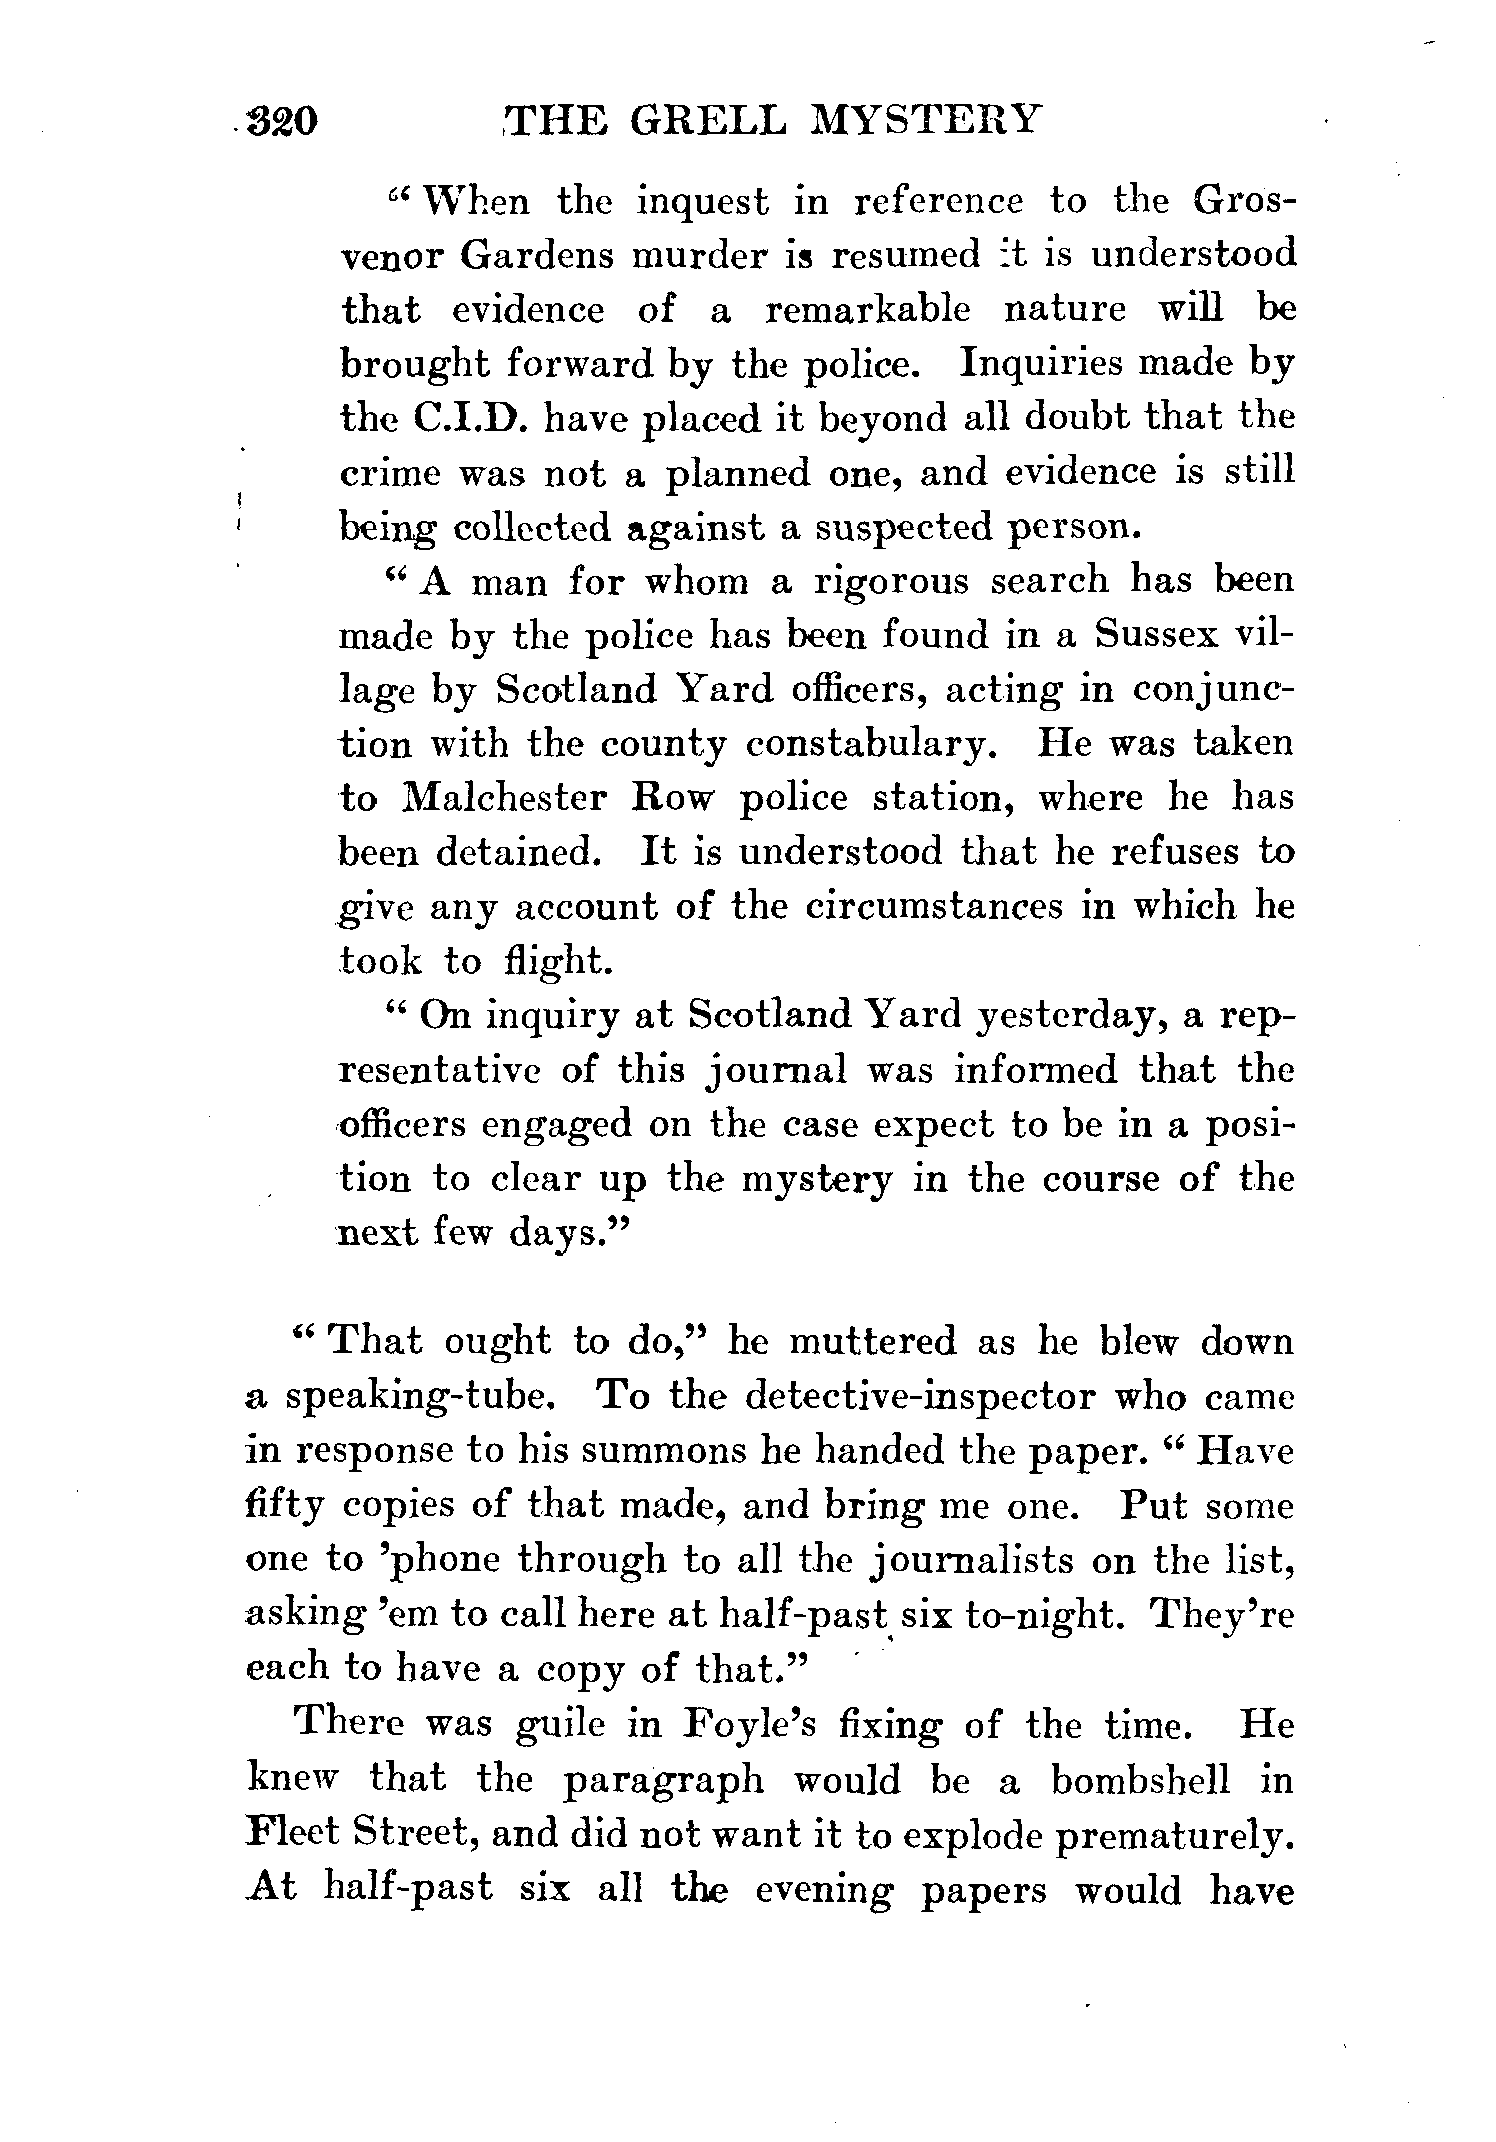 320 THE GRELL MYSTERY
“ When the inquest in reference to the Gros-
venor Gardens murder is resumed it is understood
that evidence of a remarkable nature will be
brought forward by the police. Inquiries made by
the C.I.D. have placed it beyond all doubt that the
crime was not a planned one, and evidence is still
being collected against a suspected person.
“ A man for whom a rigorous search has been
made by the police has been found in a Sussex vil-
lage by Scotland Yard officers, acting in conjunc-
tion with the county constabulary. He was taken
to Malchester Row police station, where he has
been detained. It is understood that he refuses to
give any account of the circumstances in which he
took to flight.
“ On inquiry at Scotland Yard yesterday, a rep-
resentative of this journal was informed that the
officers engaged on the case expect to be in a posi-
tion to clear up the mystery in the course of the
next few days.”
“ That ought to do,” he muttered as he blew down
a speaking-tube. To the detective-inspector who came
in response to his summons he handed the paper. “ Have
fifty copies of that made, and bring me one. Put some
one to ’phone through to all the journalists on the list,
asking ’em to call here at half-past six to-night. They’re
each to have a copy of that.”
There was guile in Foyle’s fixing of the time. He
knew that the paragraph would be a bombshell in
Fleet Street, and did not want it to explode prematurely.
At half-past six all the evening papers would have